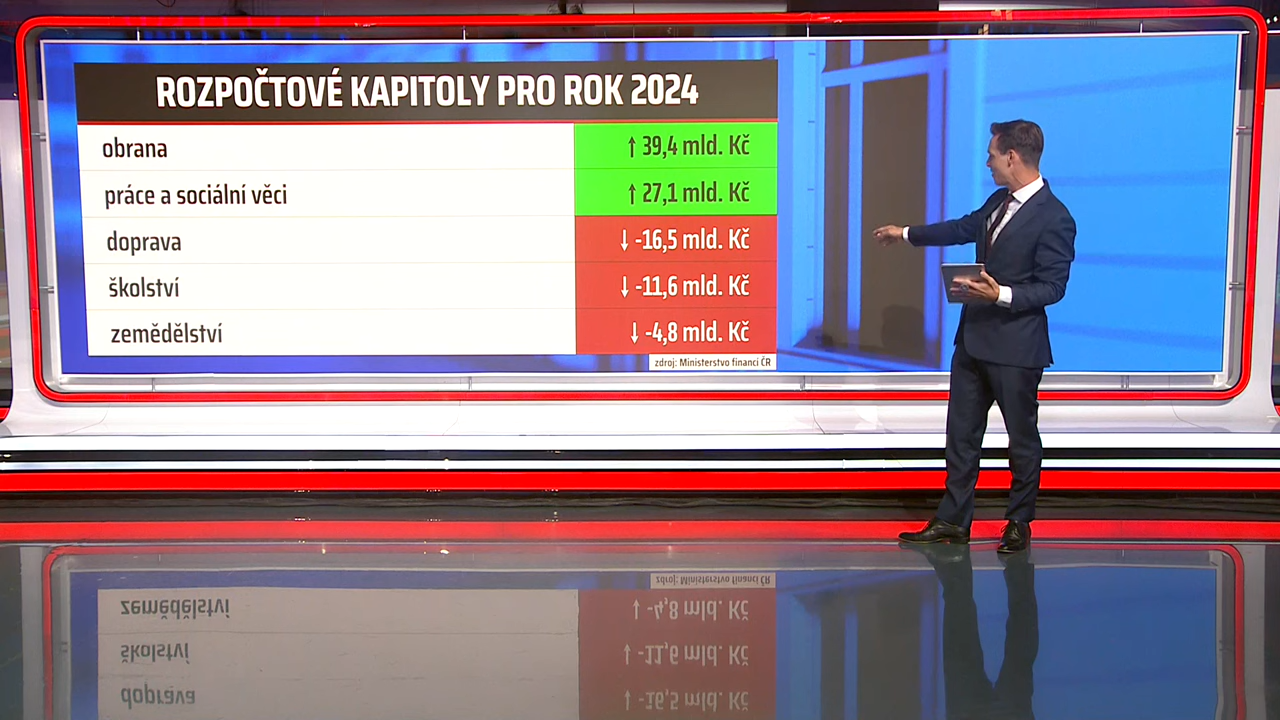 ROZPOČTOVÉ KAPITOLY PRO ROK 2024
obrana ↑ 39,4 mld. Kč
práce a sociální věci ↑ 27,1 mld. Kč
doprava ↓ -16,5 mld. Kč
školství ↓ -11,6 mld. Kč
zemědělství ↓ -4,8 mld. Kč
zdroj: Ministerstvo financí ČR